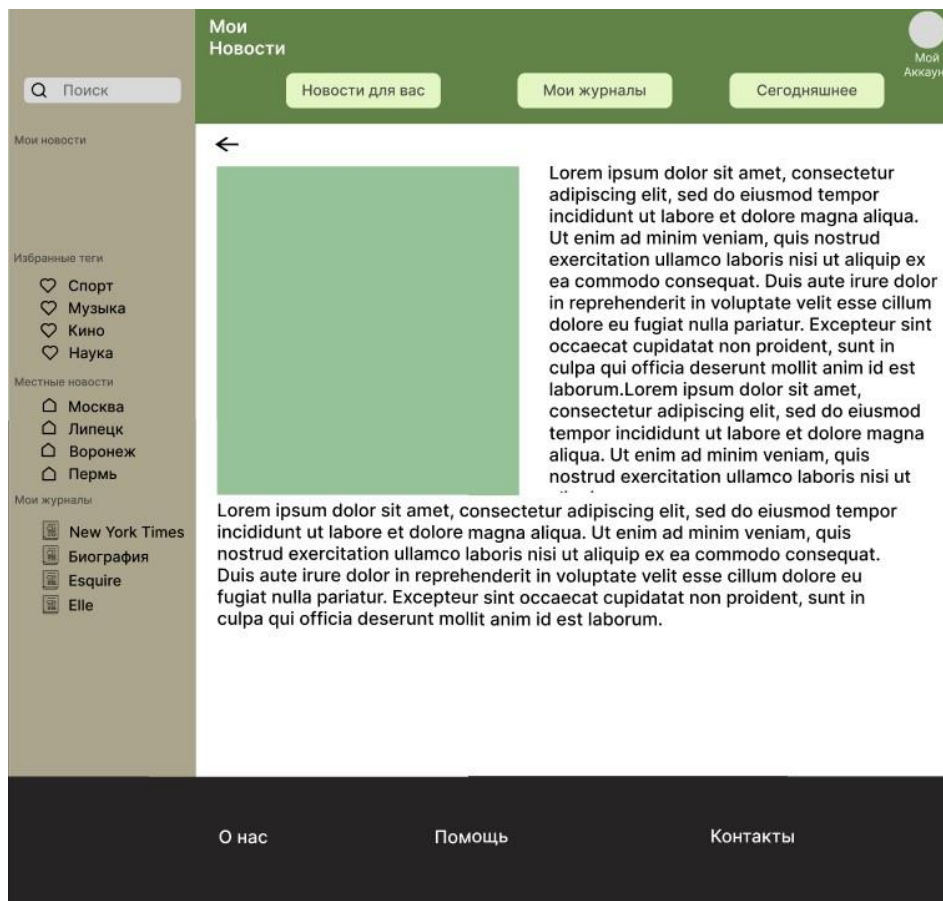 Мои
Новости
Мой
Аккаун
Новости для вас
Мои журналы
Сегодняшнее
Поиск
Мои новости
Избранные теги
Спорт
Музыка
Кино
Наука
Местные новости
Москва
Липецк
Воронеж
Пермь
Мои журналы
New York Times
Биография
Esquire
Elle
Lorem ipsum dolor sit amet, consectetur
adipiscing elit, sed do eiusmod tempor
incididunt ut labore et dolore magna aliqua.
Ut enim ad minim veniam, quis nostrud
exercitation ullamco laboris nisi ut aliquip ex
ea commodo consequat. Duis aute irure dolor
in reprehenderit in voluptate velit esse cillum
dolore eu fugiat nulla pariatur. Excepteur sint
occaecat cupidatat non proident, sunt in
culpa qui officia deserunt mollit anim id est
laborum.Lorem ipsum dolor sit amet,
consectetur adipiscing elit, sed do eiusmod
tempor incididunt ut labore et dolore magna
aliqua. Ut enim ad minim veniam, quis
nostrud exercitation ullamco laboris nisi ut
Lorem ipsum dolor sit amet, consectetur adipiscing elit, sed do eiusmod tempor
incididunt ut labore et dolore magna aliqua. Ut enim ad minim veniam, quis
nostrud exercitation ullamco laboris nisi ut aliquip ex ea commodo consequat.
Duis aute irure dolor in reprehenderit in voluptate velit esse cillum dolore eu
fugiat nulla pariatur. Excepteur sint occaecat cupidatat non proident, sunt in
culpa qui officia deserunt mollit anim id est laborum.
О нас
Помощь
Контакты